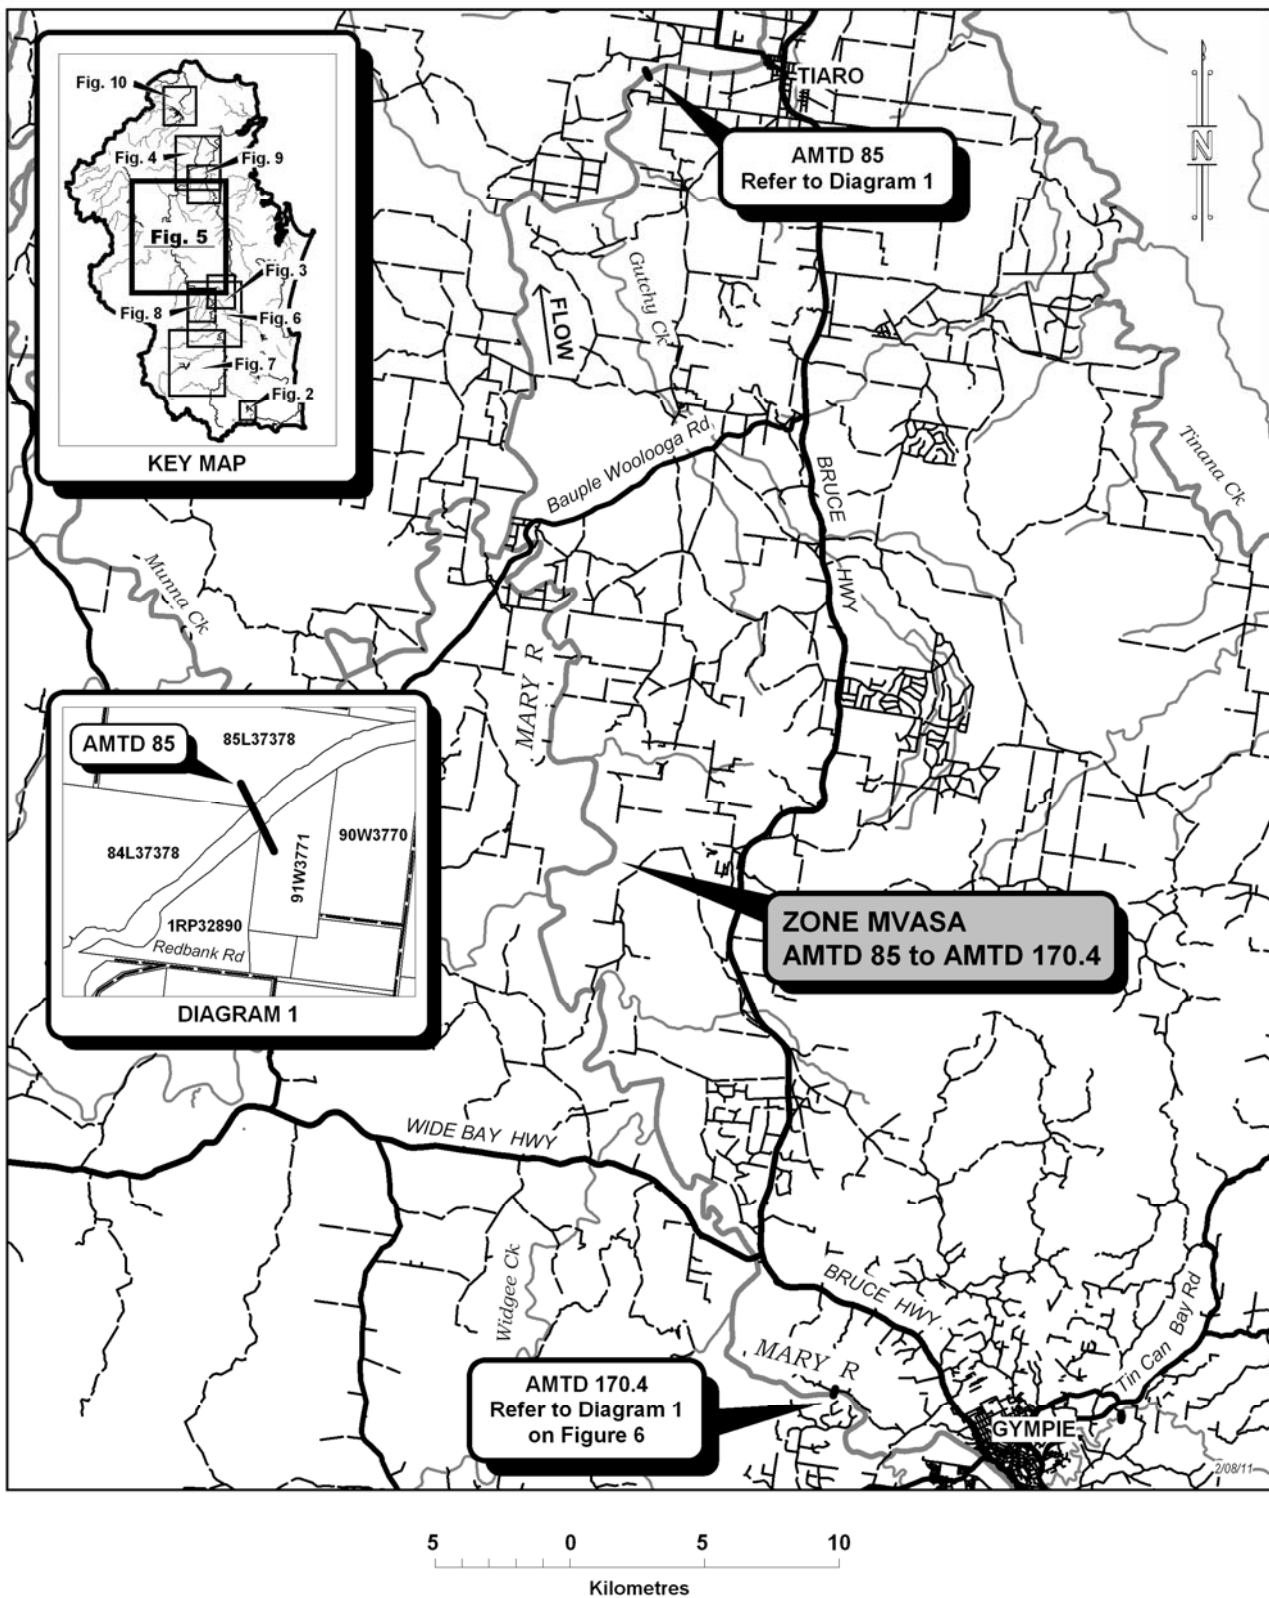 Fig. 10
Fig. 4
Fig. 9
Fig. 5
Fig. 3
Fig. 8
Fig. 6
Fig. 7
Fig. 2
KEY MAP
TIARO
AMTD 85
Refer to Diagram 1
N
Gutchy Ck
FLOW
Bauple Woolooga Rd
BRUCE HWY
Tinana Ck
Munna Ck
MARY R
AMTD 85
85L37378
84L37378
91W3771
90W3770
1RP32890
Redbank Rd
DIAGRAM 1
ZONE MVASA
AMTD 85 to AMTD 170.4
WIDE BAY HWY
Widgee Ck
BRUCE HWY
Tin Can Bay Rd
MARY R
AMTD 170.4
Refer to Diagram 1
on Figure 6
GYMPIE
2/08/11
5 0 5 10
Kilometres